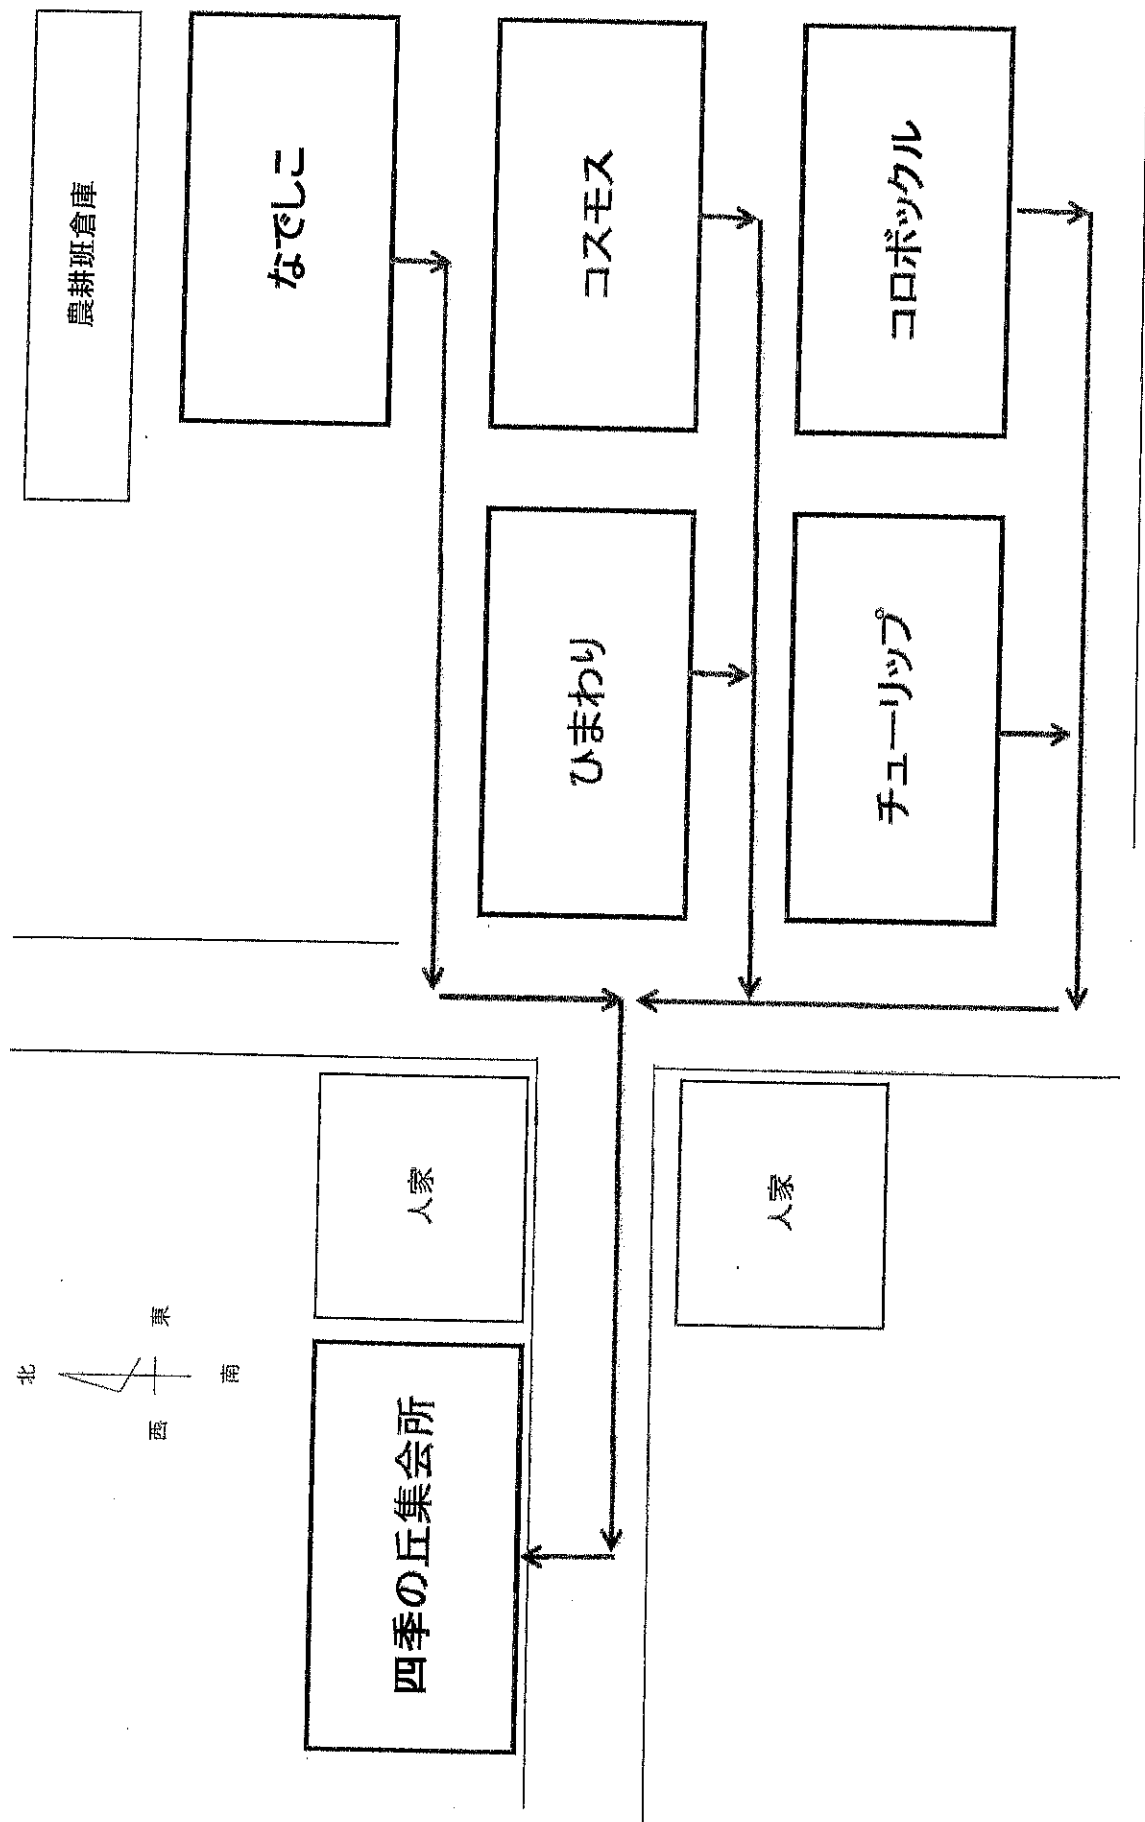 北
農耕班倉庫
西
東
南
なでしこ
四季の丘集会所
人家
ひまわり
コスモス
人家
チューリップ
コロボックル